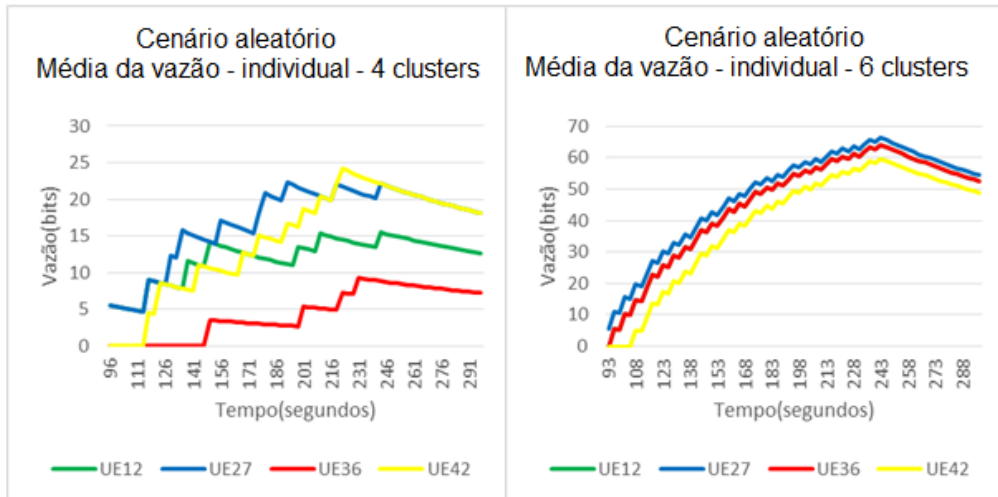 Cenário aleatório
Média da vazão - individual - 4 clusters
30
25
20
15
10
5
0
Vazão(bits)
96 111 126 141 156 171 186 201 216 231 246 261 276 291
Tempo(segundos)
UE12 UE27 UE36 UE42
Cenário aleatório
Média da vazão - individual - 6 clusters
70
60
50
40
30
20
10
0
Vazão(bits)
93 108 123 138 153 168 183 198 213 228 243 258 273 288
Tempo(segundos)
UE12 UE27 UE36 UE42